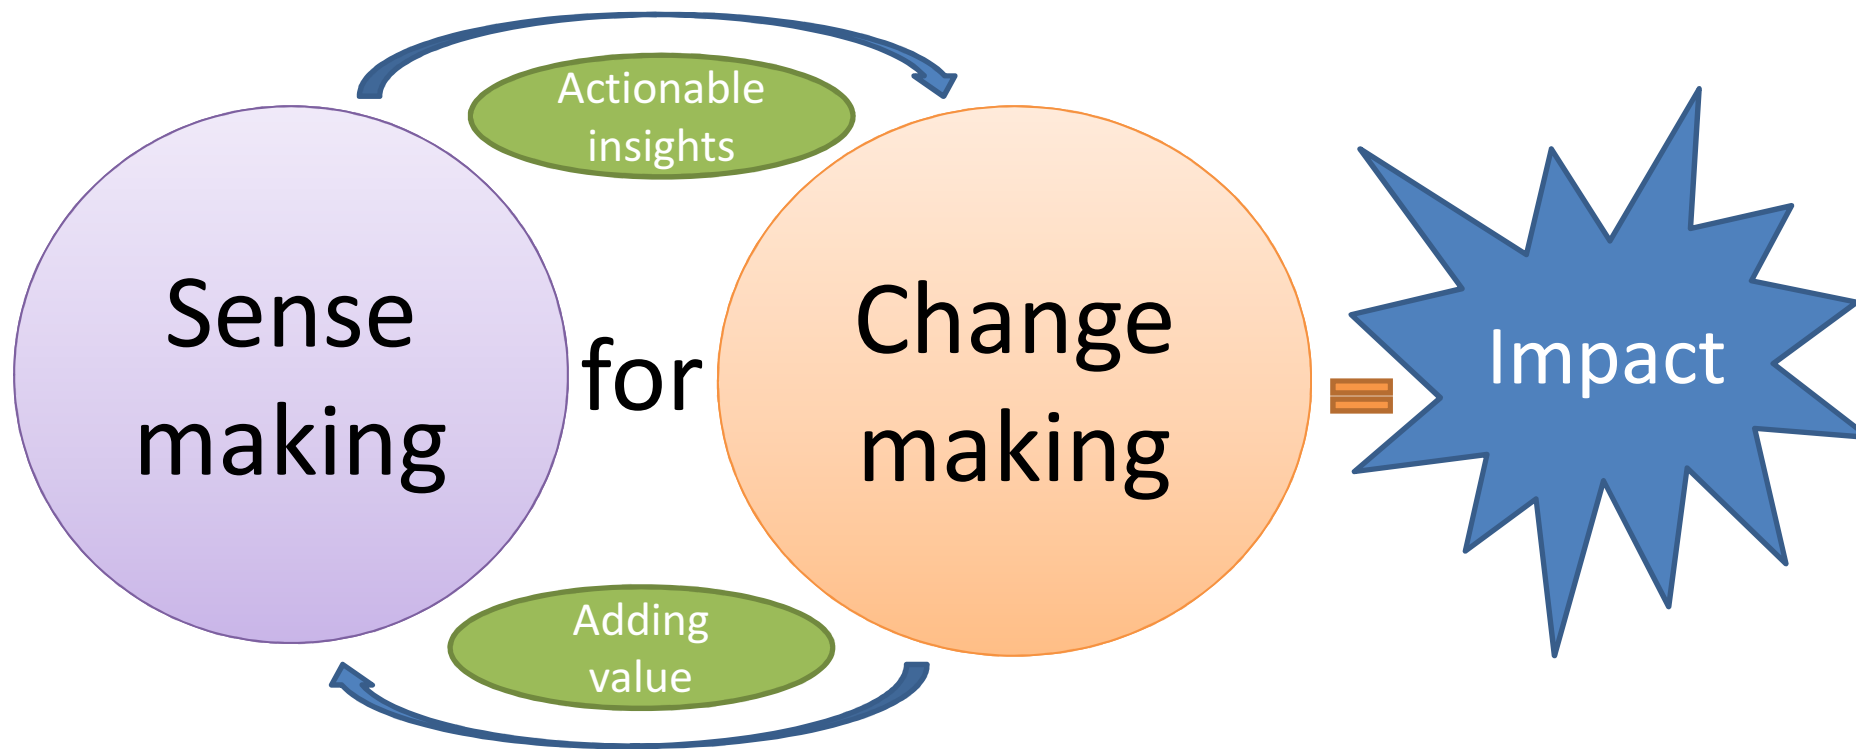 Actionable
insights
Sense
making
for
Change
making
=
Impact
Adding
value